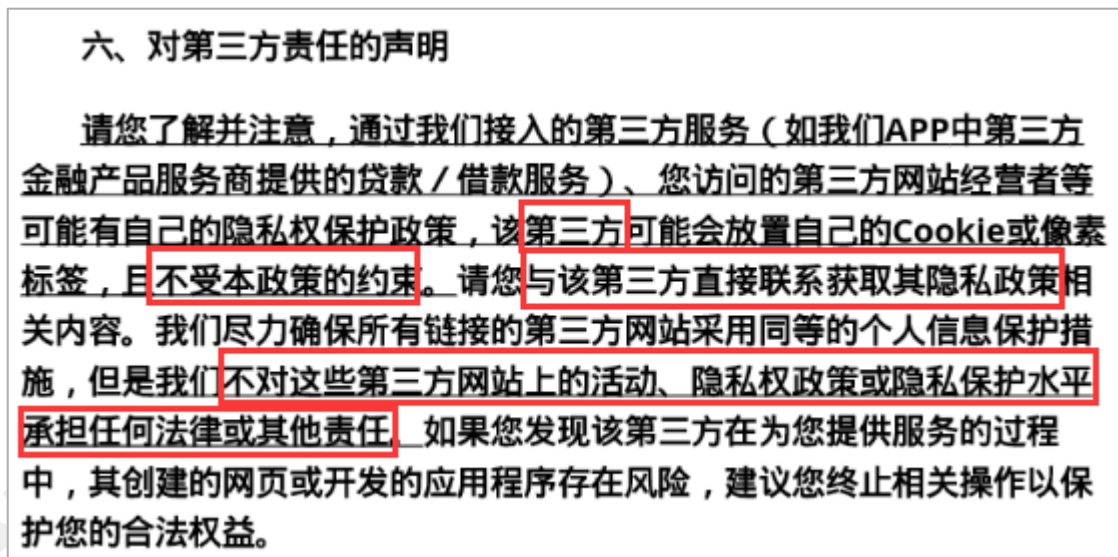 六、对第三方责任的声明
请您了解并注意，通过我们接入的第三方服务（如我们APP中第三方
金融产品服务商提供的贷款／借款服务）、您访问的第三方网站经营者等
可能有自己的隐私权保护政策，该第三方可能会放置自己的Cookie或像素
标签，且不受本政策的约束。请您与该第三方直接联系获取其隐私政策相
关内容。我们尽力确保所有链接的第三方网站采用同等的个人信息保护措
施，但是我们不对这些第三方网站上的活动、隐私权政策或隐私保护水平
承担任何法律或其他责任。如果您发现该第三方在为您提供服务的过程
中，其创建的网页或开发的应用程序存在风险，建议您终止相关操作以保
护您的合法权益。